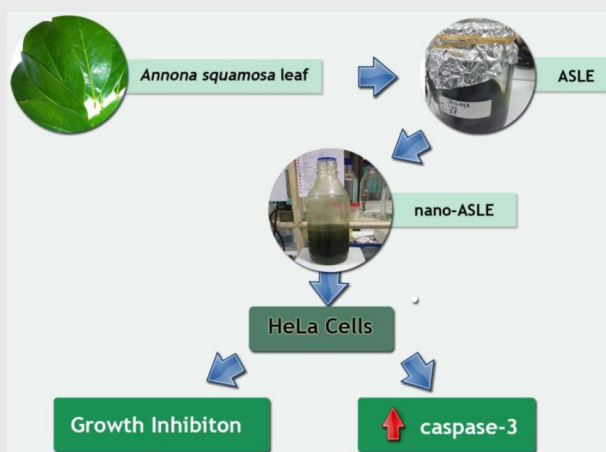 Annona squamosa leaf
ASLE
nano-ASLE
HeLa Cells
Growth Inhibiton
caspase-3